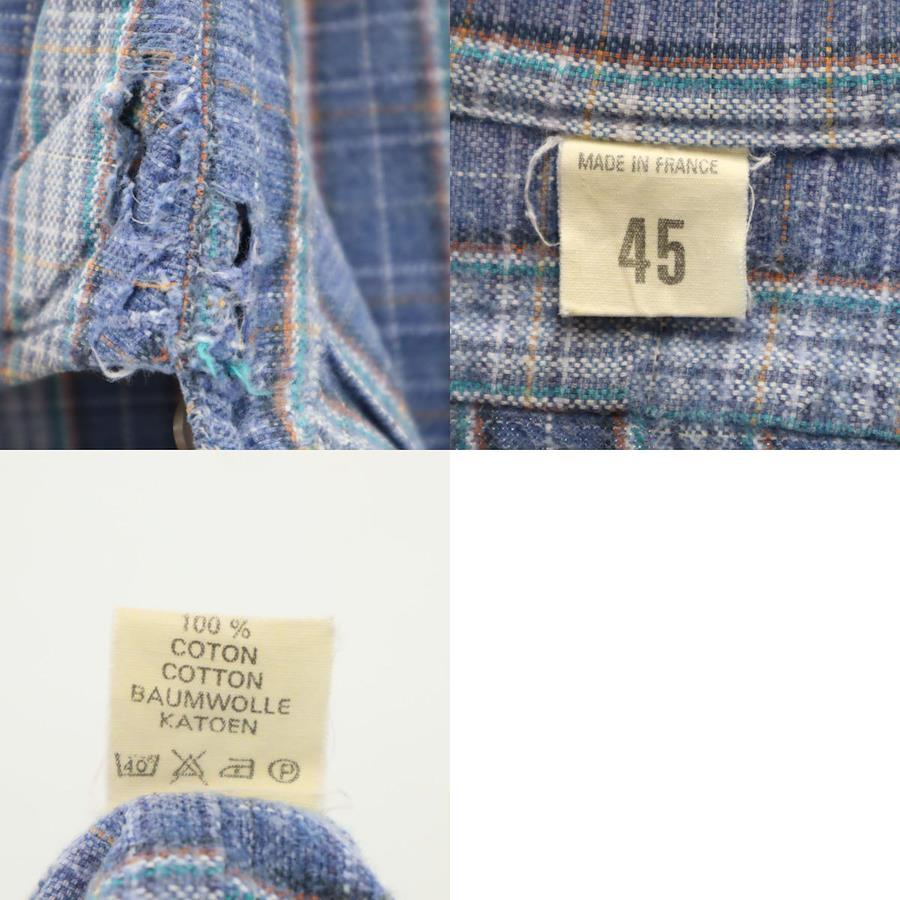 MADE IN FRANCE
45
100 %
COTON
COTTON
BAUMWOLLE
KATOEN
40° P